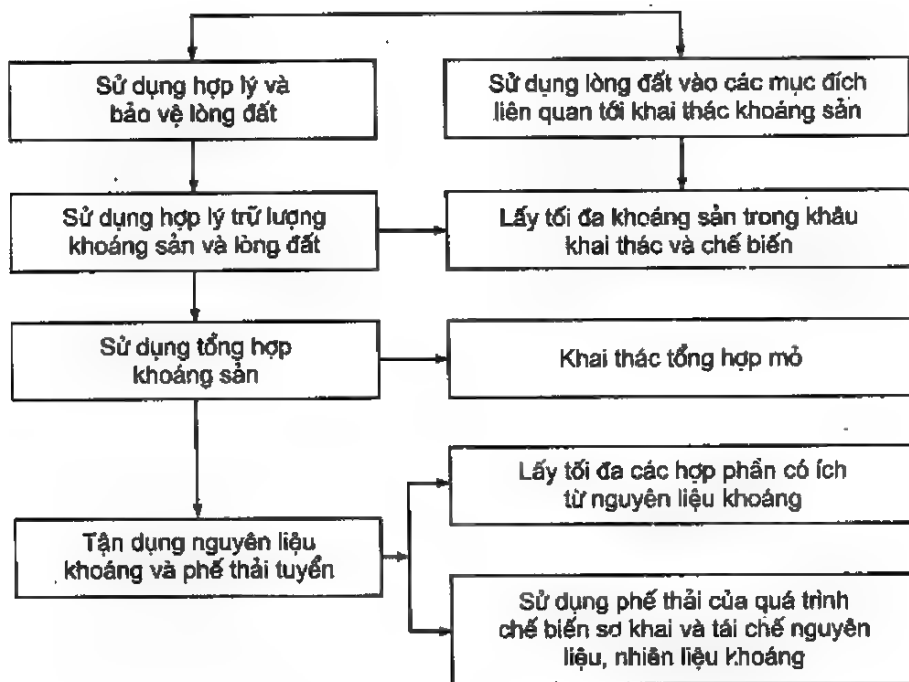 Sử dụng hợp lý và
bảo vệ lòng đất
Sử dụng lòng đất vào các mục đích
liên quan tới khai thác khoáng sản
Sử dụng hợp lý trữ lượng
khoáng sản và lòng đất
Lấy tối đa khoáng sản trong khâu
khai thác và chế biến
Sử dụng tổng hợp
khoáng sản
Khai thác tổng hợp mỏ
Lấy tối đa các hợp phần có ích
từ nguyên liệu khoáng
Tận dụng nguyên liệu
khoáng và phế thải tuyển
Sử dụng phế thải của quá trình
chế biến sơ khai và tái chế nguyên
liệu, nhiên liệu khoáng